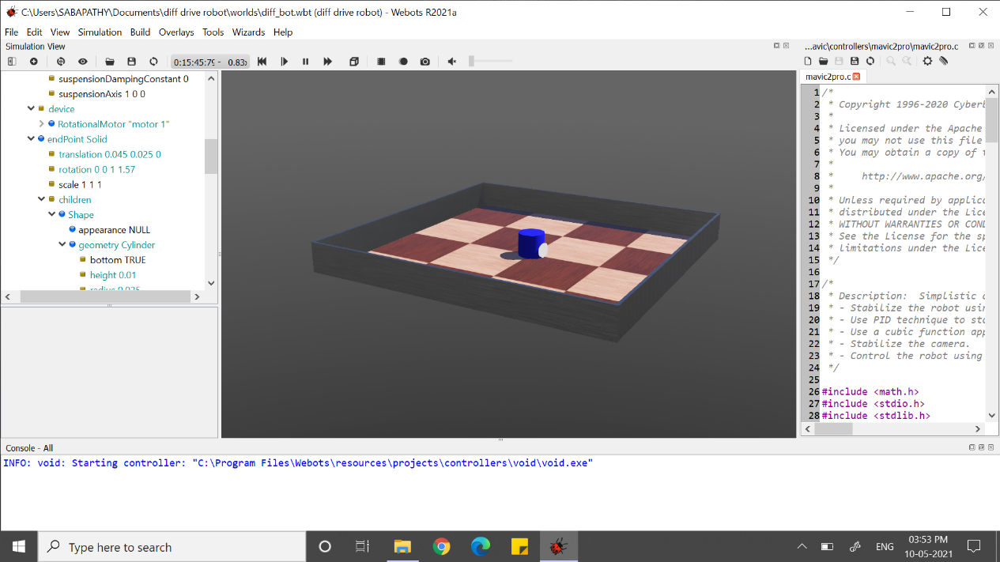 C:\Users\SABAPATHY\Documents\diff drive robot\worlds\diff_bot.wbt (diff drive robot) - Webots R2021a
File Edit View Simulation Build Overlays Tools Wizards Help
Simulation View
...avic\controllers\mavic2pro\mavic2pro.c
0:15:45:79 - 0.83
mavic2pro.c
suspensionDampingConstant 0
suspensionAxis 1 0 0
device
RotationalMotor "motor 1"
endPoint Solid
translation 0.045 0.025 0
rotation 0 0 1 1.57
scale 1 1 1
children
Shape
appearance NULL
geometry Cylinder
bottom TRUE
height 0.01
radius 0.025
1 /*
2 * Copyright 1996-2020 Cyberb
3 *
4 * Licensed under the Apache
5 * you may not use this file
6 * You may obtain a copy of t
7 *
8 * http://www.apache.org/
9 *
10 * Unless required by applic
11 * distributed under the Lice
12 * WITHOUT WARRANTIES OR CON
13 * See the License for the sp
14 * limitations under the Lice
15 */
16
17 /*
18 * Description: Simplistic
19 * - Stabilize the robot usin
20 * - Use PID technique to sta
21 * - Use a cubic function app
22 * - Stabilize the camera.
23 * - Control the robot using
24 */
25
26 #include <math.h>
27 #include <stdio.h>
28 #include <stdlib.h>
Console - All
INFO: void: Starting controller: "C:\Program Files\Webots\resources\projects\controllers\void\void.exe"
Type here to search
ENG
03:53 PM
10-05-2021